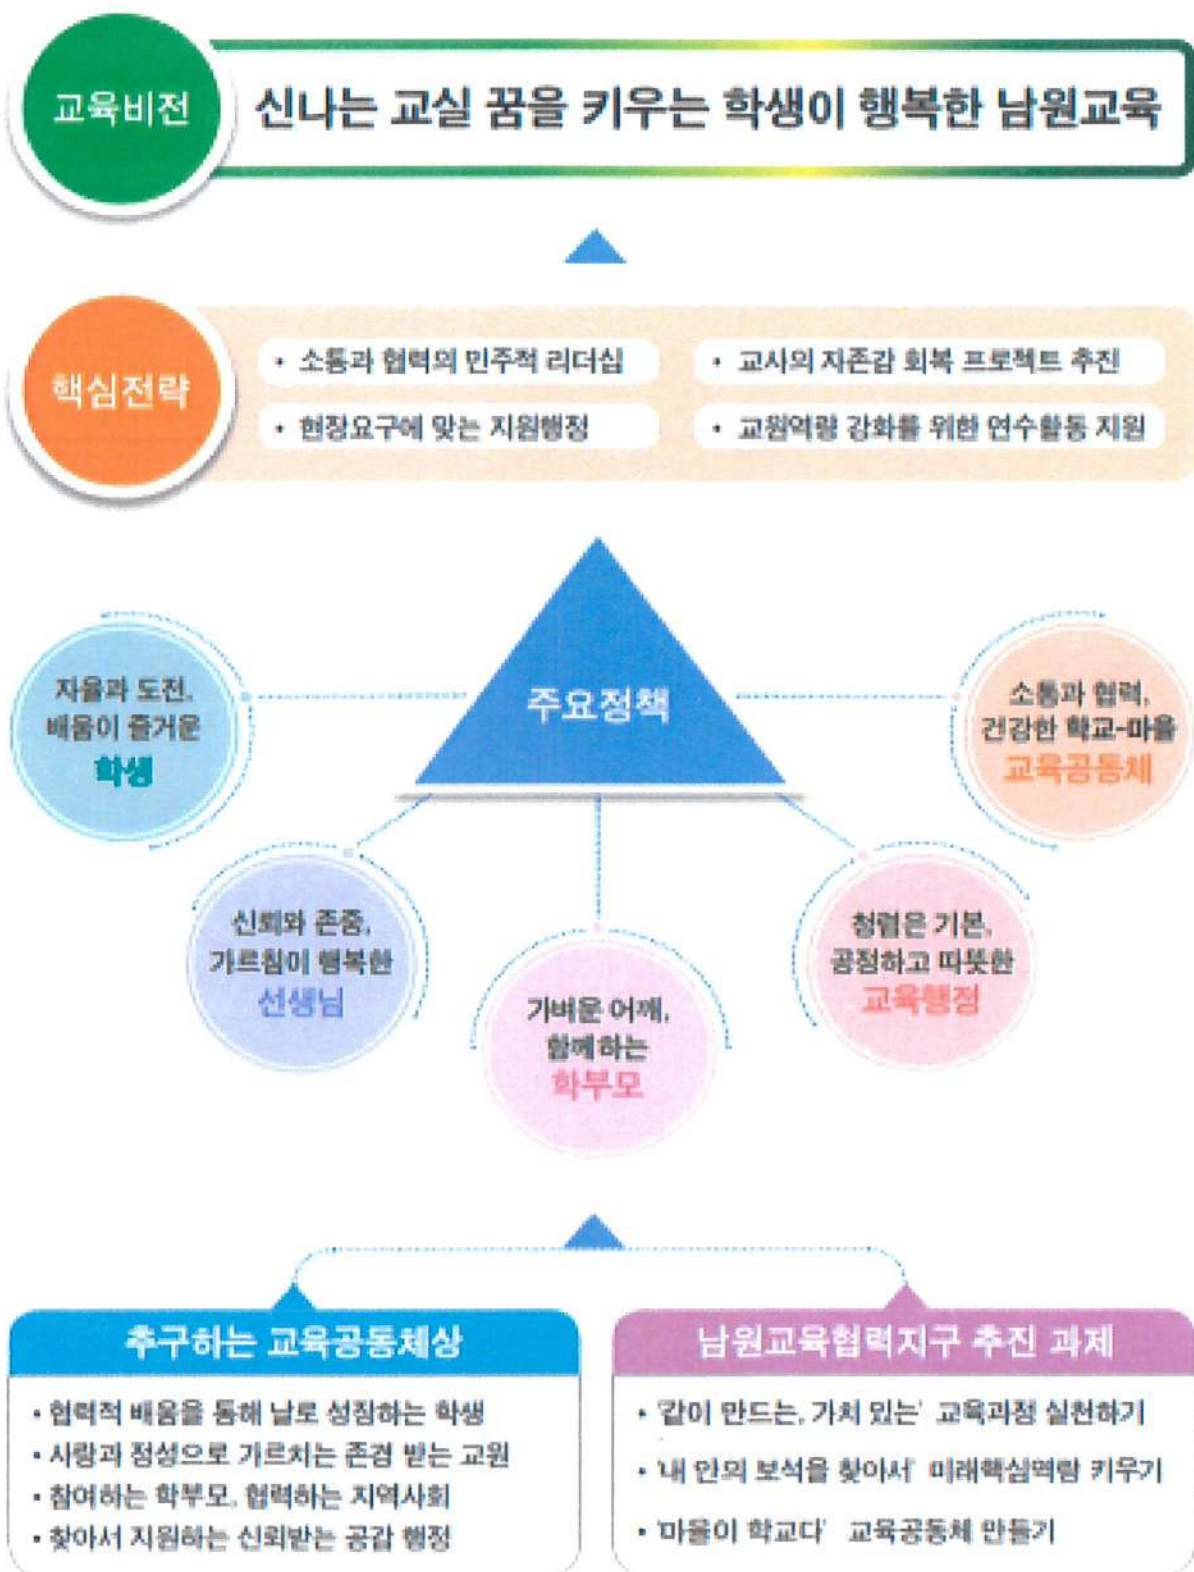 교육비전
신나는 교실 꿈을 키우는 학생이 행복한 남원교육
핵심전략
• 소통과 협력의 민주적 리더십
• 교사의 자존감 회복 프로젝트 추진
• 현장요구에 맞는 지원행정
• 교원역량 강화를 위한 연수활동 지원
주요정책
자율과 도전,
배움이 즐거운
학생
소통과 협력,
건강한 학교-마을
교육공동체
신뢰와 존중,
가르침이 행복한
선생님
청렴은 기본,
공정하고 따뜻한
교육행정
가벼운 어깨,
함께하는
학부모
추구하는 교육공동체상
• 협력적 배움을 통해 날로 성장하는 학생
• 사랑과 정성으로 가르치는 존경 받는 교원
• 참여하는 학부모, 협력하는 지역사회
• 찾아서 지원하는 신뢰받는 공감 행정
남원교육협력지구 추진 과제
• '같이 만드는, 가치 있는' 교육과정 실천하기
• '내 안의 보석을 찾아서' 미래핵심역량 키우기
• '마을이 학교다' 교육공동체 만들기